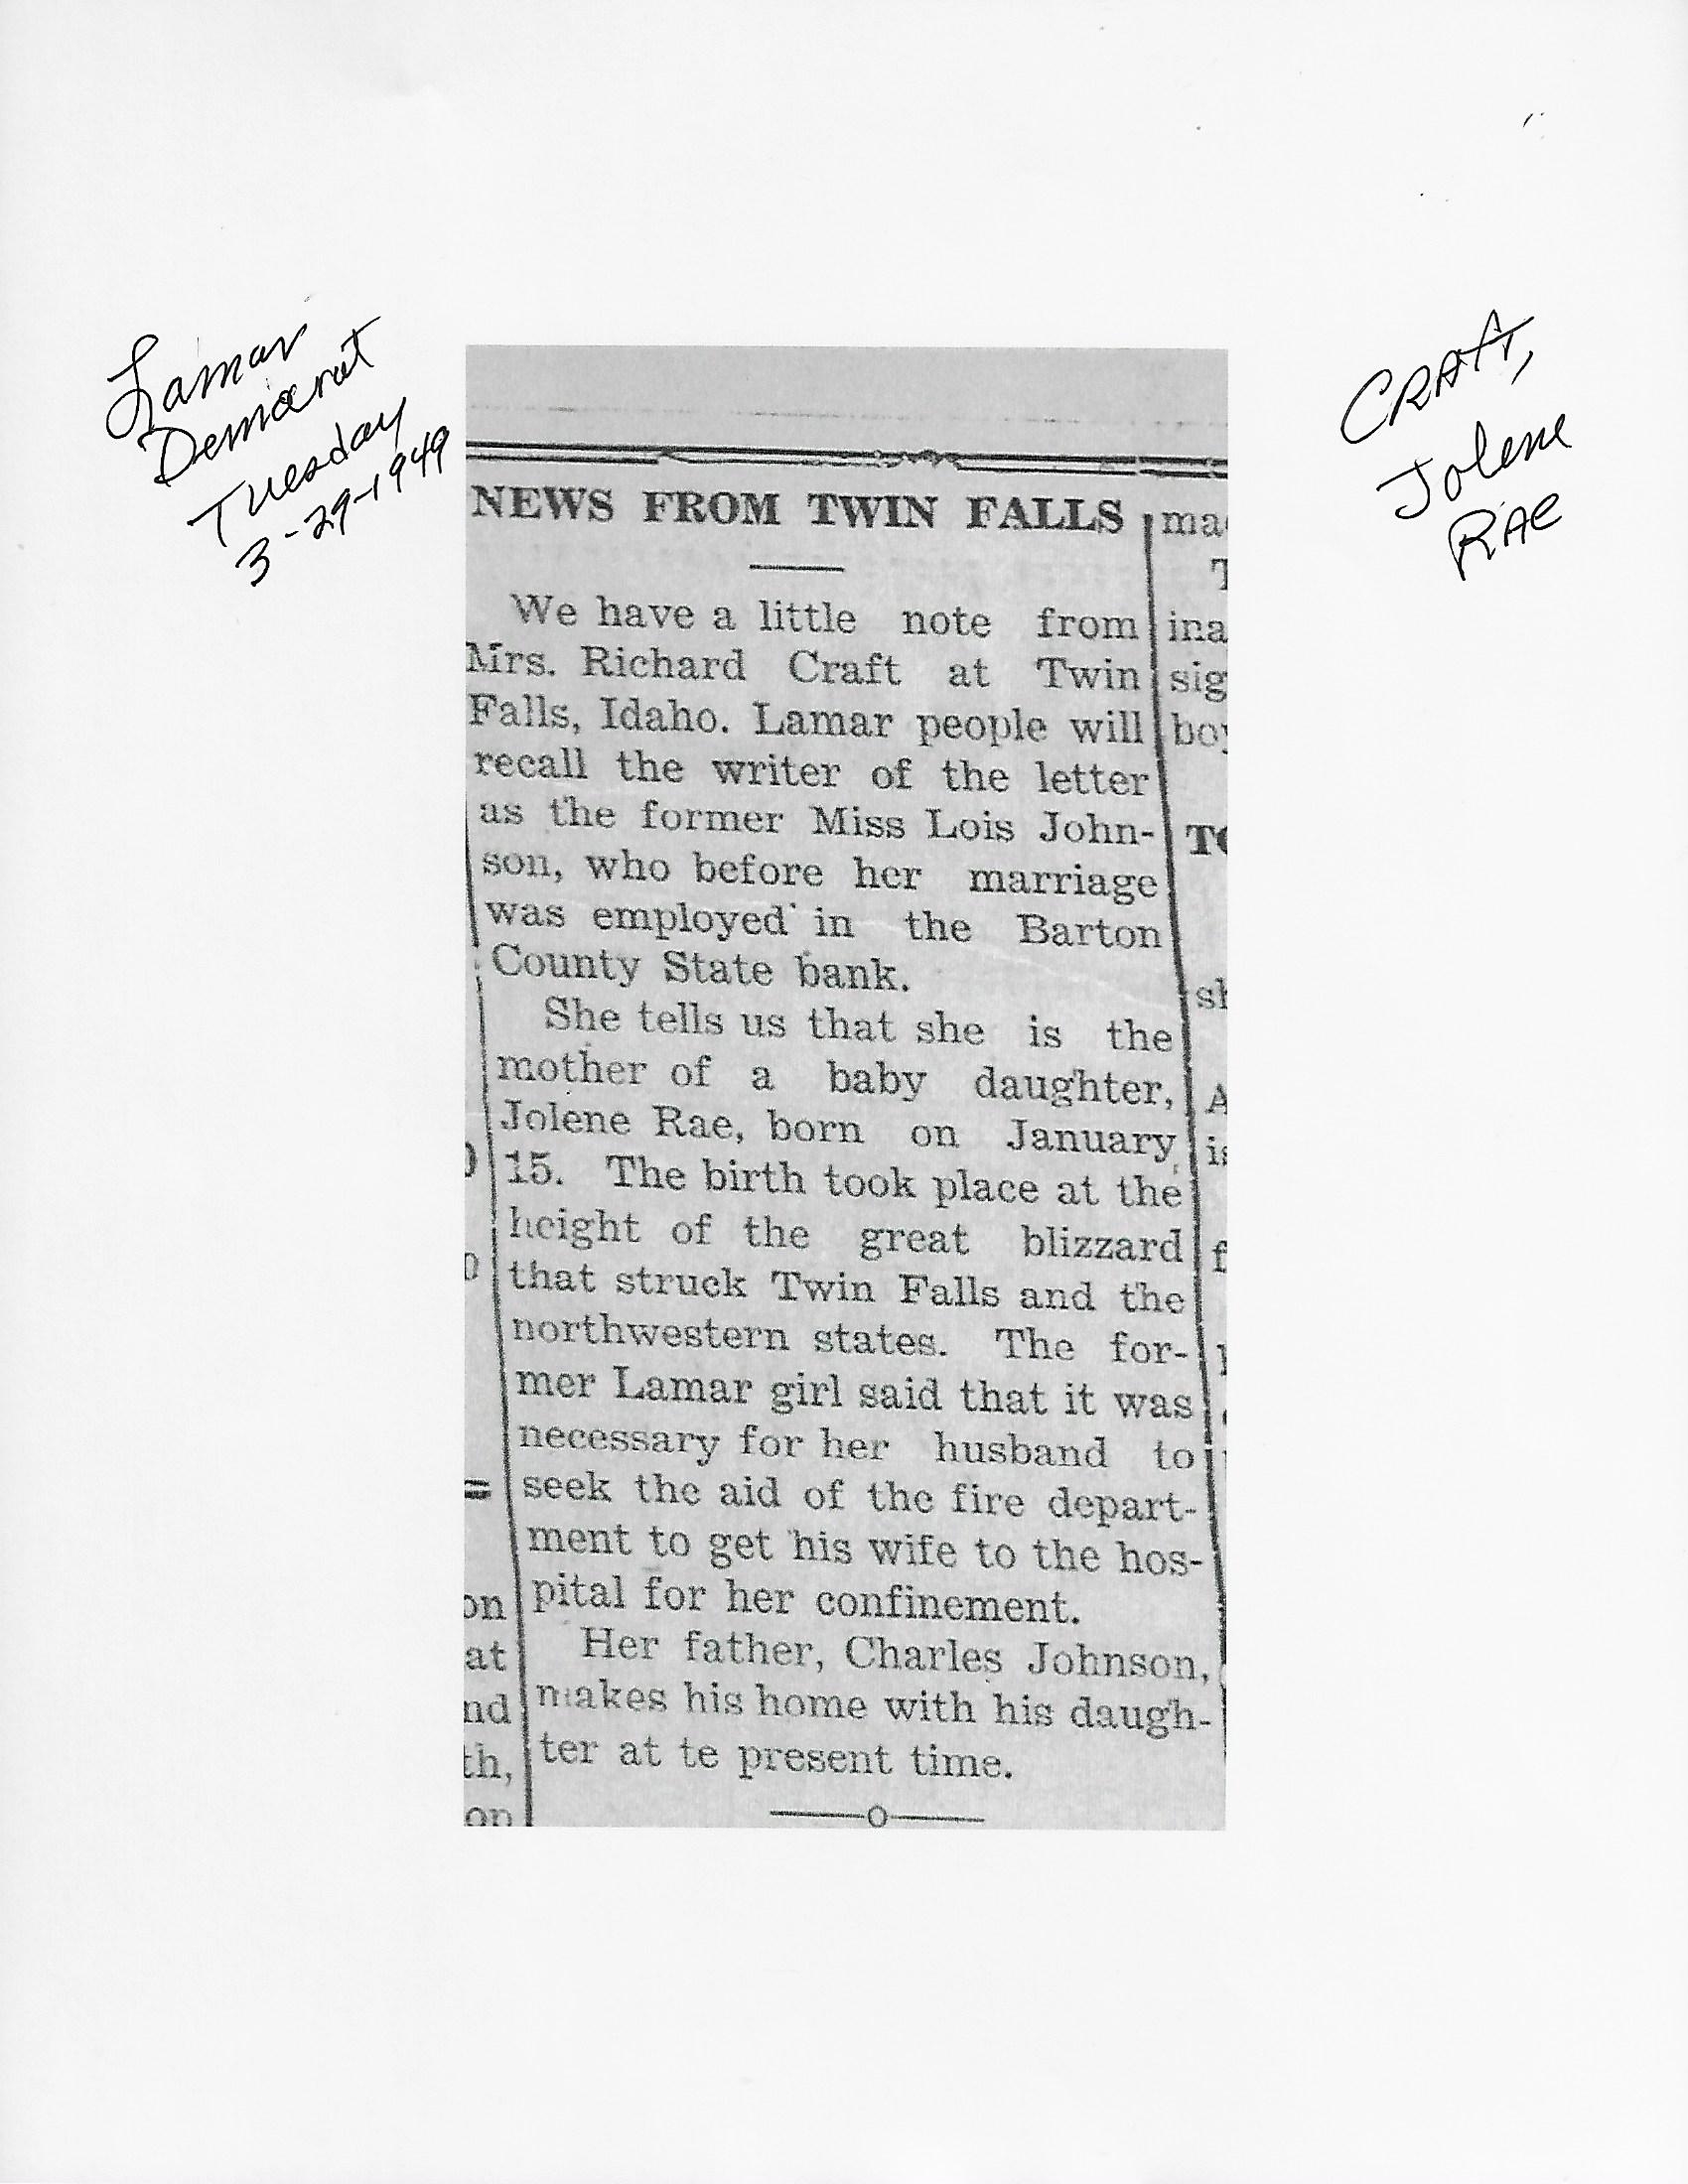 Lamar
Democrat
Tuesday
3-29-1949
CRAFT,
Jolene
RAE
NEWS FROM TWIN FALLS
We have a little note from
Mrs. Richard Craft at Twin
Falls, Idaho. Lamar people will
recall the writer of the letter
as the former Miss Lois John-
son, who before her marriage
was employed in the Barton
County State bank.
She tells us that she is the
mother of a baby daughter,
Jolene Rae, born on January
15. The birth took place at the
height of the great blizzard
that struck Twin Falls and the
northwestern states. The for-
mer Lamar girl said that it was
necessary for her husband to
seek the aid of the fire depart-
ment to get his wife to the hos-
pital for her confinement.
Her father, Charles Johnson,
makes his home with his daugh-
ter at te present time.